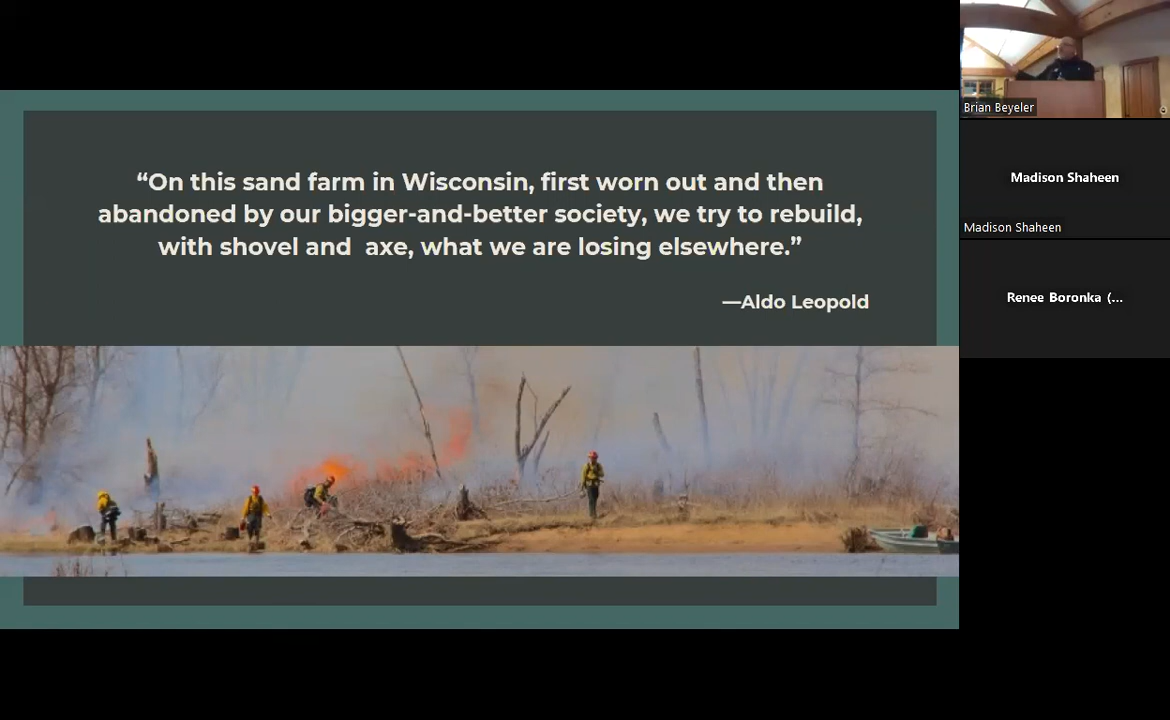 “On this sand farm in Wisconsin, first worn out and then
abandoned by our bigger-and-better society, we try to rebuild,
with shovel and  axe, what we are losing elsewhere.”
—Aldo Leopold
Brian Beyeler
Madison Shaheen
Madison Shaheen
Renee Boronka (...